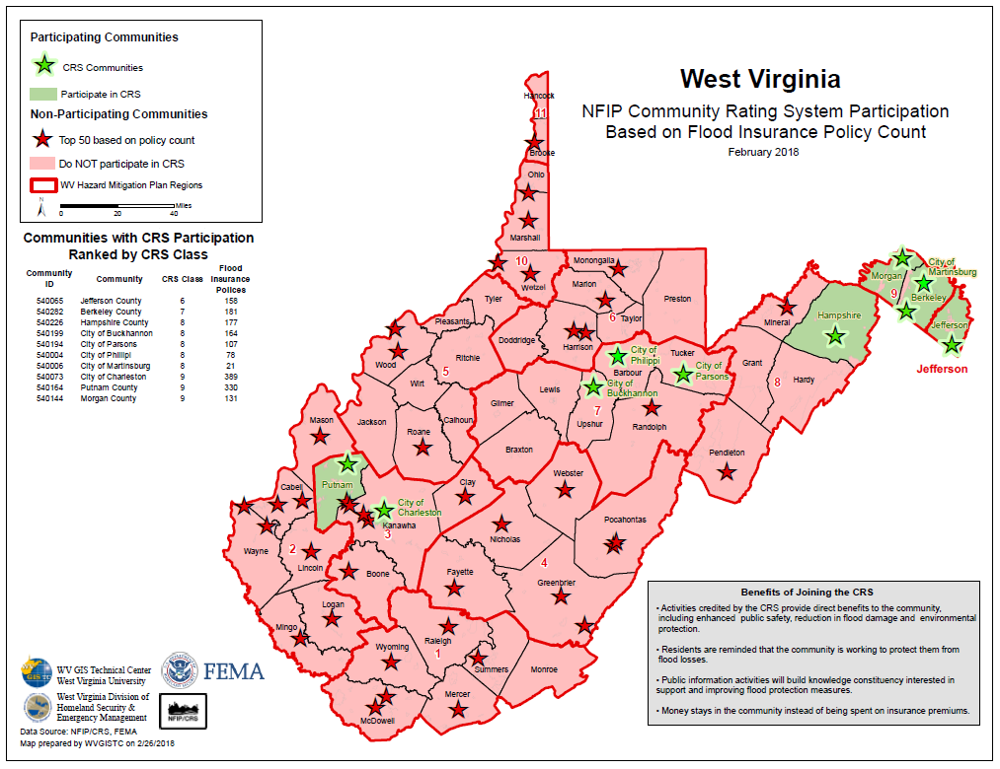 West Virginia
NFIP Community Rating System Participation
Based on Flood Insurance Policy Count
February 2018
Participating Communities
CRS Communities
Participate in CRS
Non-Participating Communities
Top 50 based on policy count
Do NOT participate in CRS
WV Hazard Mitigation Plan Regions
N
Miles
0 20 40
Communities with CRS Participation
Ranked by CRS Class
Community ID Community CRS Class Flood Insurance Polices
540065 Jefferson County 6 158
540282 Berkeley County 7 181
540226 Hampshire County 8 177
540199 City of Buckhannon 8 164
540194 City of Parsons 8 107
540004 City of Philipi 8 78
540006 City of Martinsburg 8 21
540073 City of Charleston 9 389
540164 Putnam County 9 330
540144 Morgan County 9 131
Hancock
11
Brooke
Ohio
Marshall
10
Wetzel
Monongalia
Marion
Preston
6
Taylor
Tyler
Pleasants
Doddridge
Harrison
Ritchie
Wood
5
Wirt
City of
Philipi
Barbour
Tucker
City of
Parsons
City of
Buckhannon
7
Lewis
Gilmer
Upshur
Randolph
Calhoun
Jackson
Roane
Braxton
Mason
Mineral
Grant
8
Hardy
Hampshire
Morgan
9
City of
Martinsburg
Berkeley
Jefferson
Jefferson
Pendleton
Putnam
Cabell
City of
Charleston
Kanawha
3
Clay
Webster
Pocahontas
Nicholas
Wayne
2
Lincoln
Boone
Fayette
4
Greenbrier
Logan
Mingo
Wyoming
Raleigh
1
Summers
Monroe
Mercer
McDowell
Benefits of Joining the CRS
• Activities credited by the CRS provide direct benefits to the community,
including enhanced public safety, reduction in flood damage and environmental
protection.
• Residents are reminded that the community is working to protect them from
flood losses.
• Public information activities will build knowledge constituency interested in
support and improving flood protection measures.
• Money stays in the community instead of being spent on insurance premiums.
GIS TC
WV GIS Technical Center
West Virginia University
FEMA
West Virginia Division of
Homeland Security &
Emergency Management
NFIP/CRS
Data Source: NFIP/CRS, FEMA
Map prepared by WVGISTC on 2/26/2018